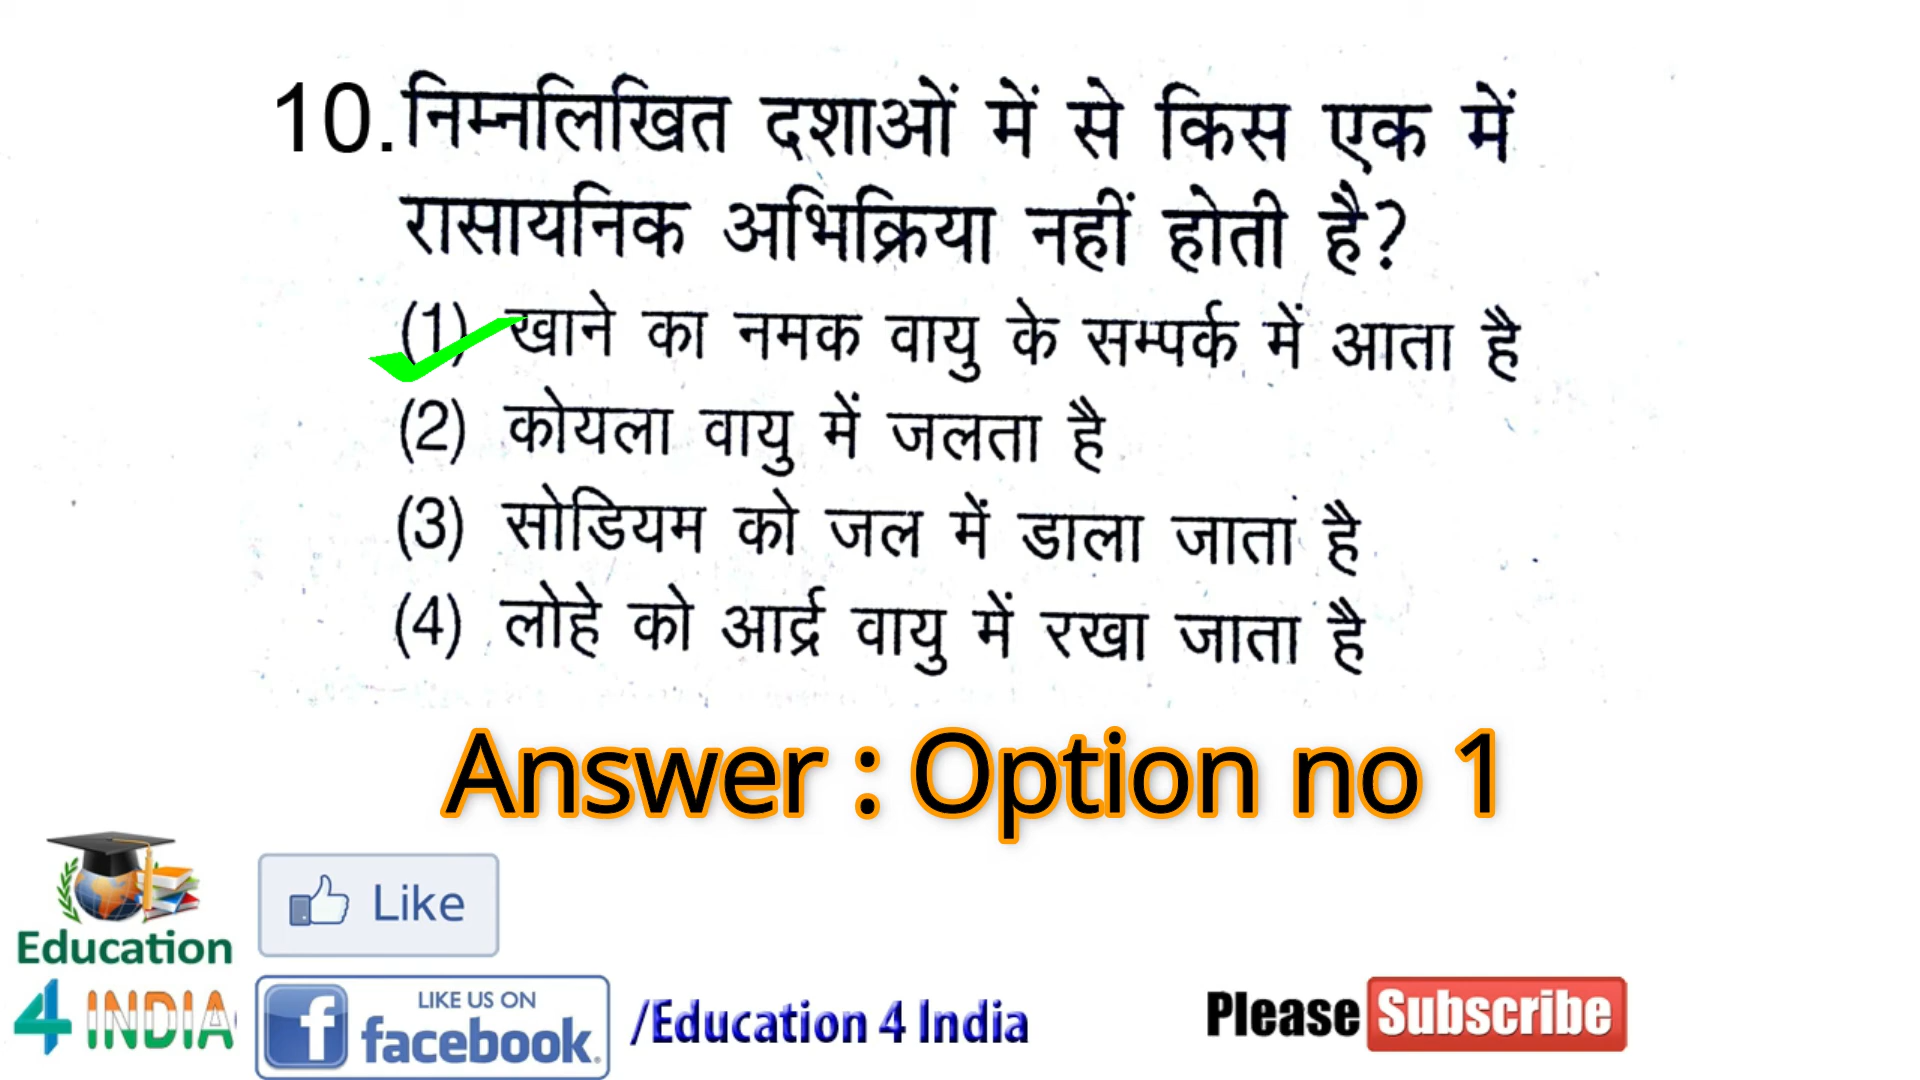 10. निम्नलिखित दशाओं में से किस एक में
रासायनिक अभिक्रिया नहीं होती है?
(1) खाने का नमक वायु के सम्पर्क में आता है
(2) कोयला वायु में जलता है
(3) सोडियम को जल में डाला जाता है
(4) लोहे को आर्द्र वायु में रखा जाता है
Answer : Option no 1
Education
4 INDIA
Like
LIKE US ON
facebook.
/Education 4 India
Please Subscribe